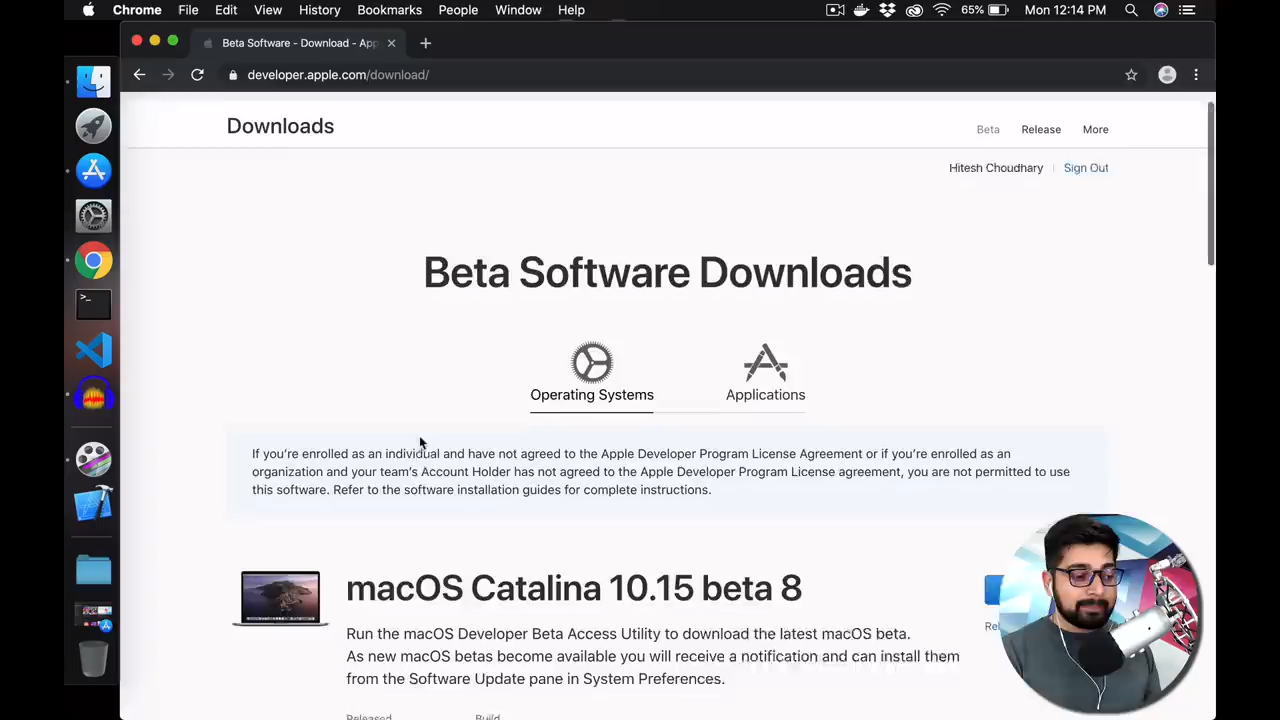 Chrome File Edit View History Bookmarks People Window Help 65% Mon 12:14 PM
Beta Software - Download - App
developer.apple.com/download/
Downloads
Beta Release More
Hitesh Choudhary Sign Out
Beta Software Downloads
Operating Systems Applications
If you’re enrolled as an individual and have not agreed to the Apple Developer Program License Agreement or if you’re enrolled as an
organization and your team’s Account Holder has not agreed to the Apple Developer Program License agreement, you are not permitted to use
this software. Refer to the software installation guides for complete instructions.
macOS Catalina 10.15 beta 8
Rel
Run the macOS Developer Beta Access Utility to download the latest macOS beta.
As new macOS betas become available you will receive a notification and can install them
from the Software Update pane in System Preferences.
Released Build